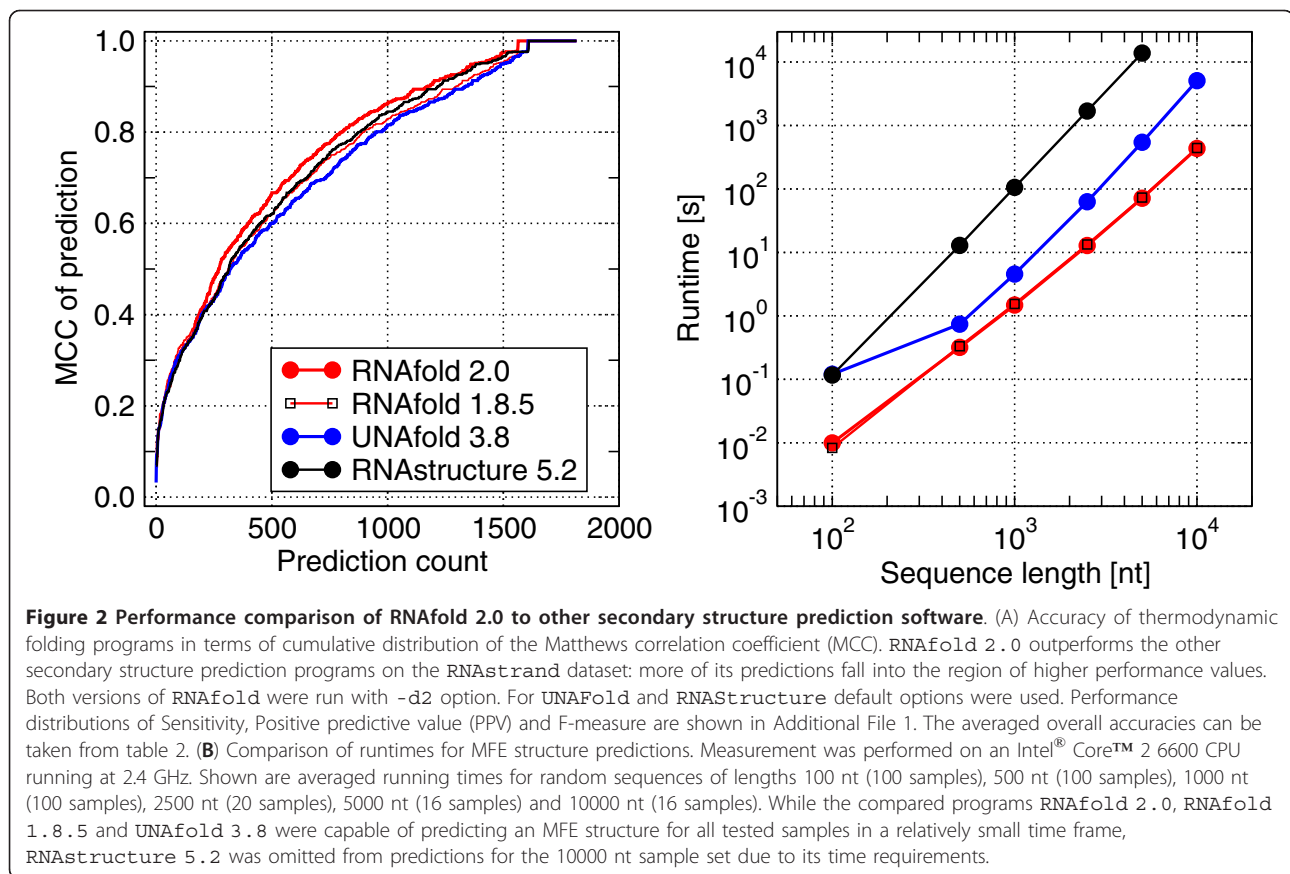 1.0
0.8
0.6
0.4
0.2
0.0
MCC of prediction
RNAfold 2.0
RNAfold 1.8.5
UNAfold 3.8
RNAstructure 5.2
0 500 1000 1500 2000
Prediction count
10^4
10^3
10^2
10^1
10^0
10^-1
10^-2
10^-3
Runtime [s]
10^2 10^3 10^4
Sequence length [nt]
Figure 2 Performance comparison of RNAfold 2.0 to other secondary structure prediction software. (A) Accuracy of thermodynamic
folding programs in terms of cumulative distribution of the Matthews correlation coefficient (MCC). RNAfold 2.0 outperforms the other
secondary structure prediction programs on the RNAstrand dataset: more of its predictions fall into the region of higher performance values.
Both versions of RNAfold were run with -d2 option. For UNAFold and RNAStructure default options were used. Performance
distributions of Sensitivity, Positive predictive value (PPV) and F-measure are shown in Additional File 1. The averaged overall accuracies can be
taken from table 2. (B) Comparison of runtimes for MFE structure predictions. Measurement was performed on an Intel® Core™ 2 6600 CPU
running at 2.4 GHz. Shown are averaged running times for random sequences of lengths 100 nt (100 samples), 500 nt (100 samples), 1000 nt
(100 samples), 2500 nt (20 samples), 5000 nt (16 samples) and 10000 nt (16 samples). While the compared programs RNAfold 2.0, RNAfold
1.8.5 and UNAfold 3.8 were capable of predicting an MFE structure for all tested samples in a relatively small time frame,
RNAstructure 5.2 was omitted from predictions for the 10000 nt sample set due to its time requirements.